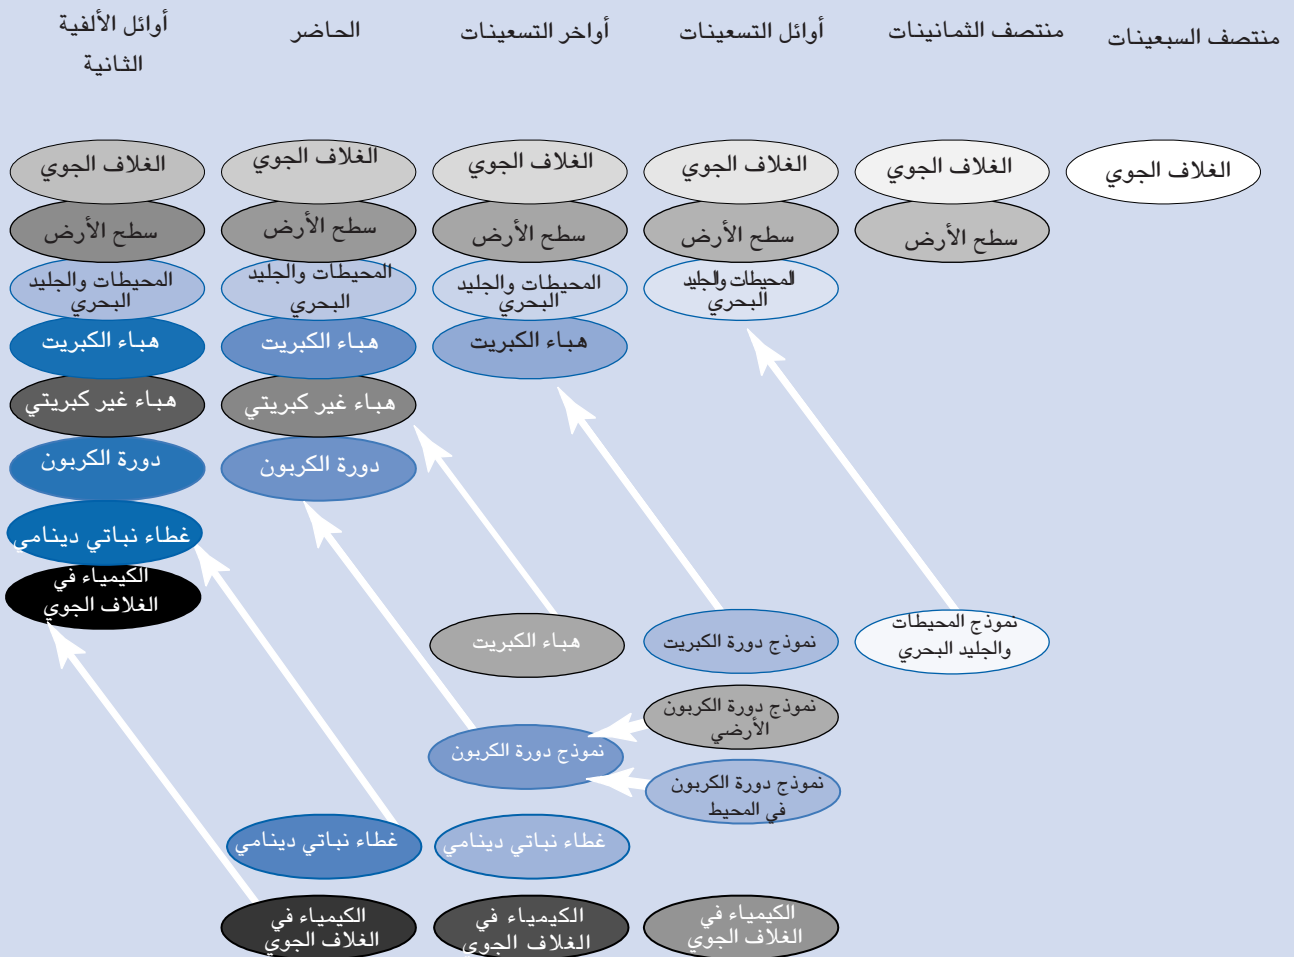 منتصف السبعينات
منتصف الثمانينات
أوائل التسعينات
أواخر التسعينات
الحاضر
أوائل الألفية
الثانية
الغلاف الجوي
الغلاف الجوي
الغلاف الجوي
الغلاف الجوي
الغلاف الجوي
الغلاف الجوي
سطح الأرض
سطح الأرض
سطح الأرض
سطح الأرض
سطح الأرض
المحيطات والجليد
البحري
المحيطات والجليد
البحري
المحيطات والجليد
البحري
المحيطات والجليد
البحري
هباء الكبريت
هباء الكبريت
هباء الكبريت
هباء غير كبريتي
هباء غير كبريتي
دورة الكربون
دورة الكربون
غطاء نباتي دينامي
الكيمياء في
الغلاف الجوي
نموذج المحيطات
والجليد البحري
نموذج دورة الكبريت
هباء الكبريت
نموذج دورة الكربون
الأرضي
نموذج دورة الكربون
نموذج دورة الكربون
في المحيط
غطاء نباتي دينامي
غطاء نباتي دينامي
الكيمياء في
الغلاف الجوي
الكيمياء في
الغلاف الجوي
الكيمياء في
الغلاف الجوي